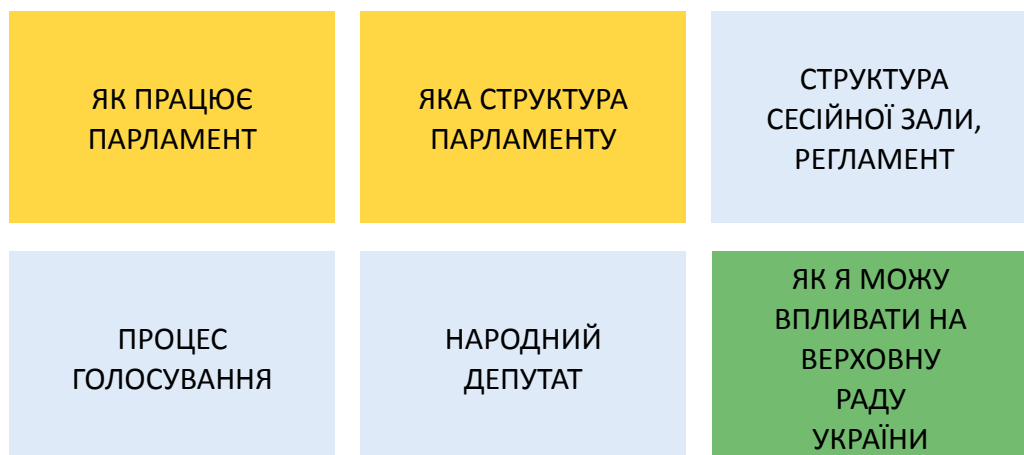 ЯК ПРАЦЮЄ
ПАРЛАМЕНТ
ЯКА СТРУКТУРА
ПАРЛАМЕНТУ
СТРУКТУРА
СЕСІЙНОЇ ЗАЛИ,
РЕГЛАМЕНТ
ПРОЦЕС
ГОЛОСУВАННЯ
НАРОДНИЙ
ДЕПУТАТ
ЯК Я МОЖУ
ВПЛИВАТИ НА
ВЕРХОВНУ
РАДУ
УКРАЇНИ